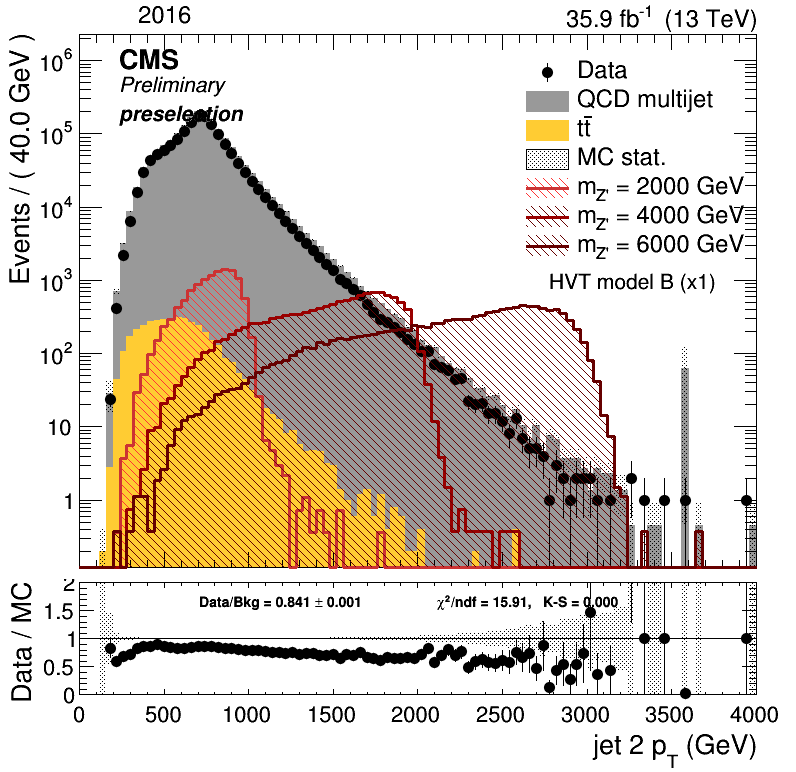 2016
35.9 fb⁻¹ (13 TeV)
Events / ( 40.0 GeV )
CMS
Preliminary
preselection
Data
QCD multijet
tt̄
MC stat.
m_Z' = 2000 GeV
m_Z' = 4000 GeV
m_Z' = 6000 GeV
HVT model B (x1)
10⁶
10⁵
10⁴
10³
10²
10
1
Data / MC
Data/Bkg = 0.841 ± 0.001
χ²/ndf = 15.91, K-S = 0.000
2
1.5
1
0.5
0
0 500 1000 1500 2000 2500 3000 3500 4000
jet 2 p_T (GeV)